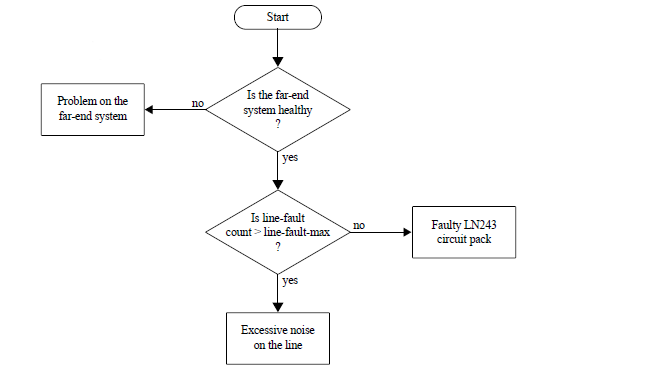 Start
Is the far-end
system healthy
?
no
Problem on the
far-end system
yes
Is line-fault
count > line-fault-max
?
no
Faulty LN243
circuit pack
yes
Excessive noise
on the line